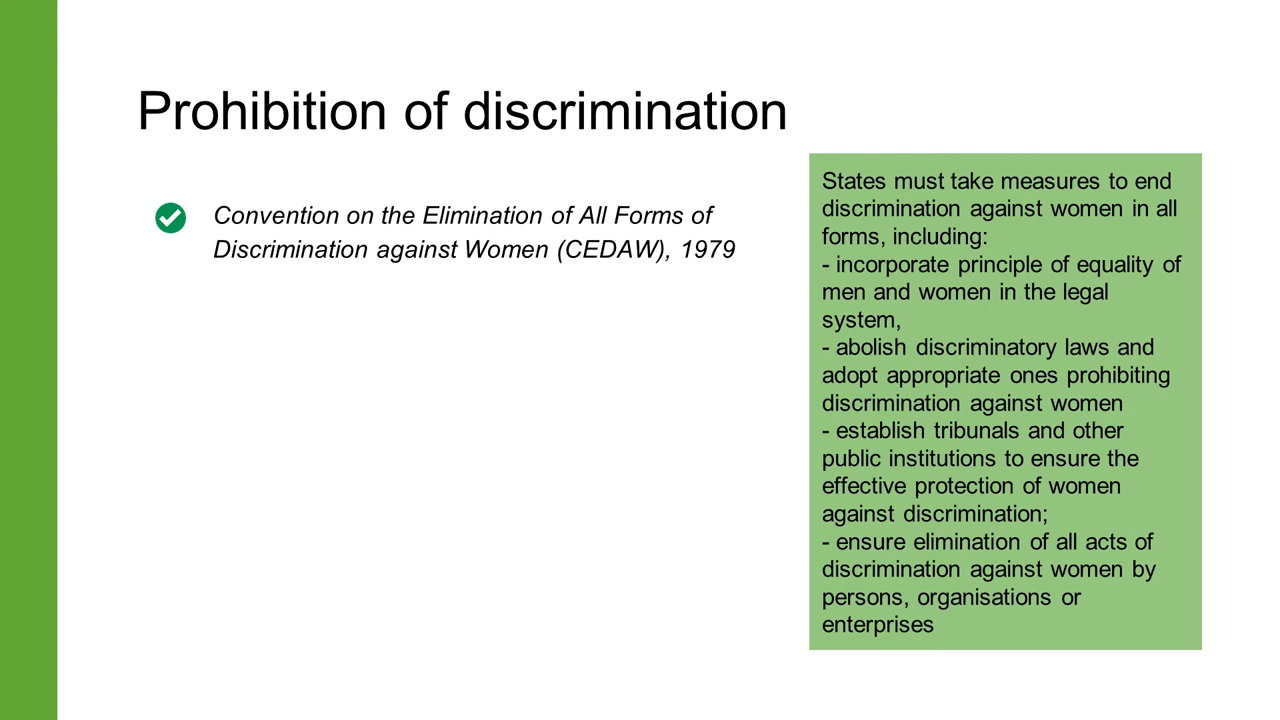 Prohibition of discrimination
Convention on the Elimination of All Forms of
Discrimination against Women (CEDAW), 1979
States must take measures to end
discrimination against women in all
forms, including:
- incorporate principle of equality of
men and women in the legal
system,
- abolish discriminatory laws and
adopt appropriate ones prohibiting
discrimination against women
- establish tribunals and other
public institutions to ensure the
effective protection of women
against discrimination;
- ensure elimination of all acts of
discrimination against women by
persons, organisations or
enterprises